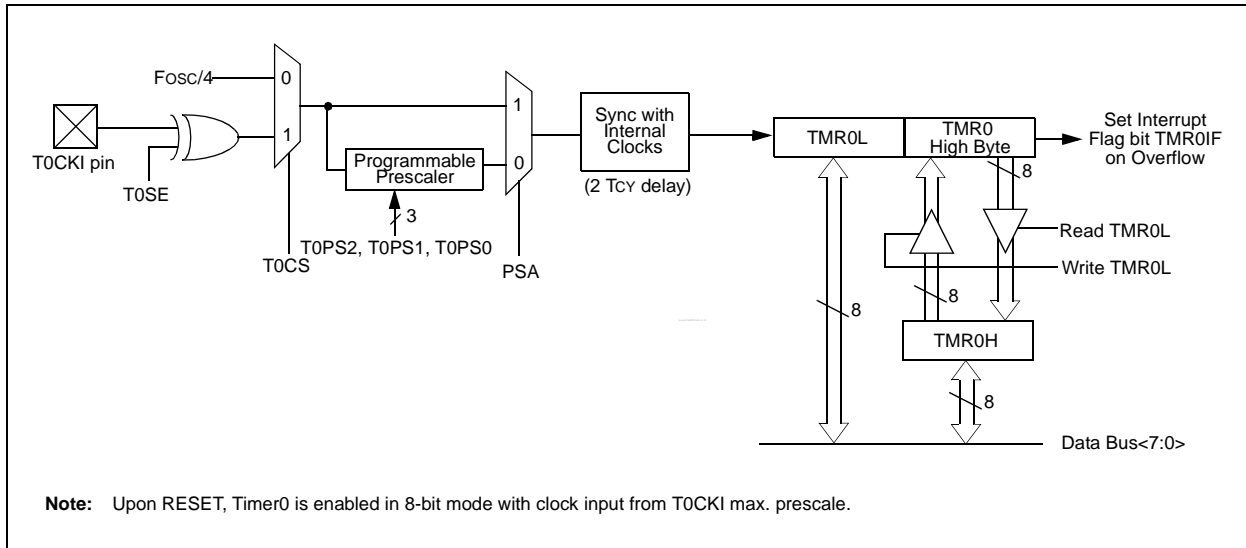 FOSC/4
0
1
T0CKI pin
T0SE
T0CS
Programmable
Prescaler
3
T0PS2, T0PS1, T0PS0
1
0
PSA
Sync with
Internal
Clocks
(2 TCY delay)
TMR0L
TMR0
High Byte
Set Interrupt
Flag bit TMR0IF
on Overflow
8
Read TMR0L
Write TMR0L
8
8
TMR0H
8
Data Bus<7:0>
Note: Upon RESET, Timer0 is enabled in 8-bit mode with clock input from T0CKI max. prescale.